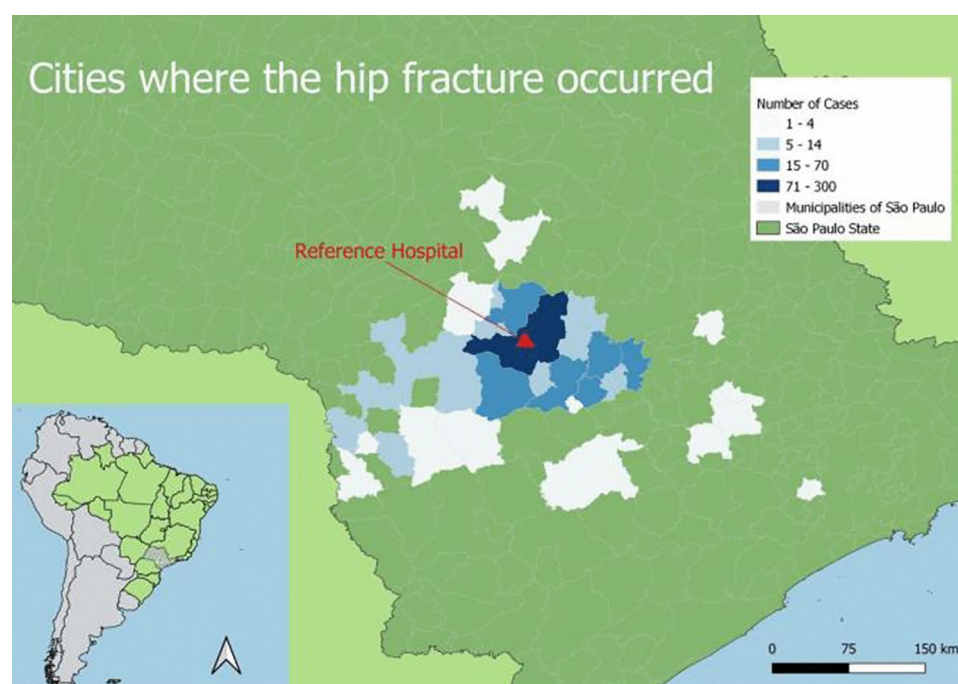 Cities where the hip fracture occurred
Number of Cases
1 - 4
5 - 14
15 - 70
71 - 300
Municipalities of São Paulo
São Paulo State
Reference Hospital
0 75 150 km